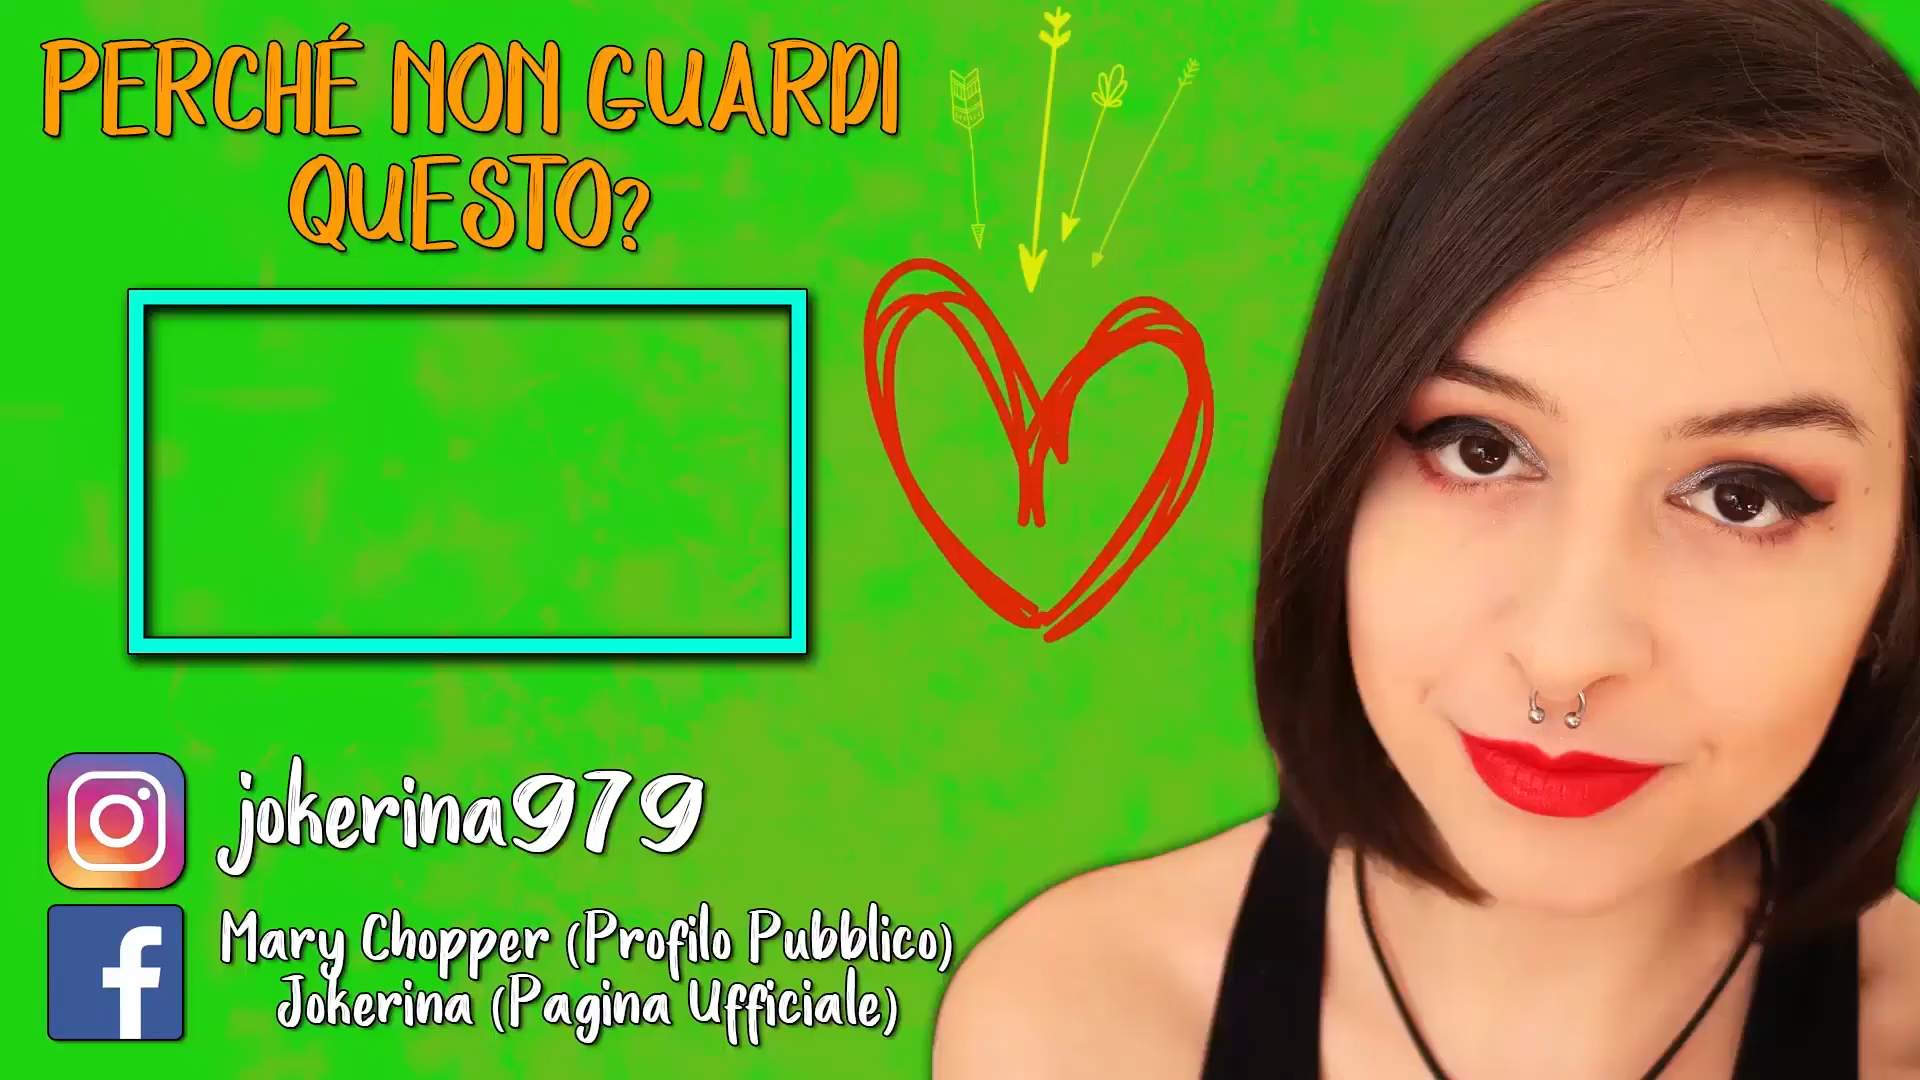 PERCHÉ NON GUARDI
QUESTO?
jokerina979
Mary Chopper (Profilo Pubblico)
Jokerina (Pagina Ufficiale)